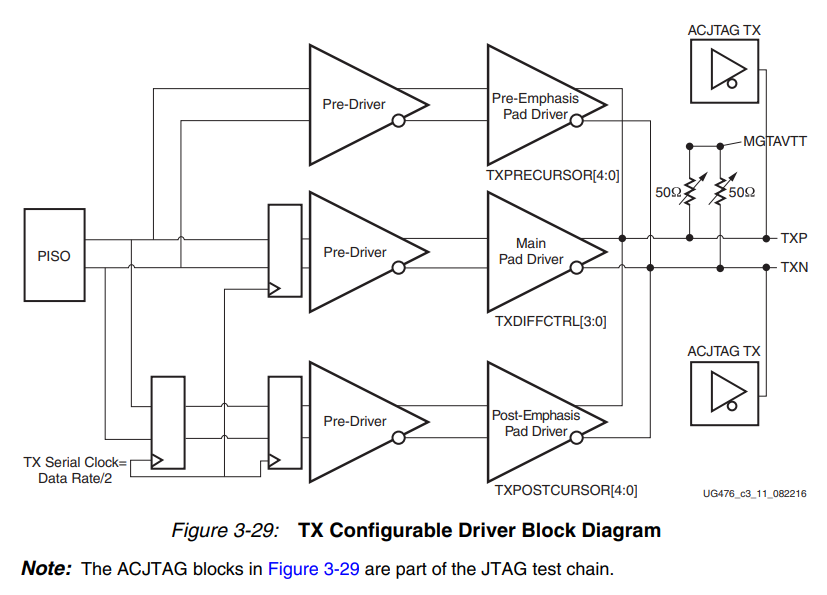 ACJTAG TX
Pre-Driver
Pre-Emphasis
Pad Driver
MGTAVTT
TXPRECURSOR[4:0]
50Ω
50Ω
PISO
Pre-Driver
Main
Pad Driver
TXP
TXN
TXDIFFCTRL[3:0]
ACJTAG TX
Pre-Driver
Post-Emphasis
Pad Driver
TX Serial Clock=
Data Rate/2
TXPOSTCURSOR[4:0]
UG476_c3_11_082216
Figure 3-29: TX Configurable Driver Block Diagram
Note: The ACJTAG blocks in Figure 3-29 are part of the JTAG test chain.